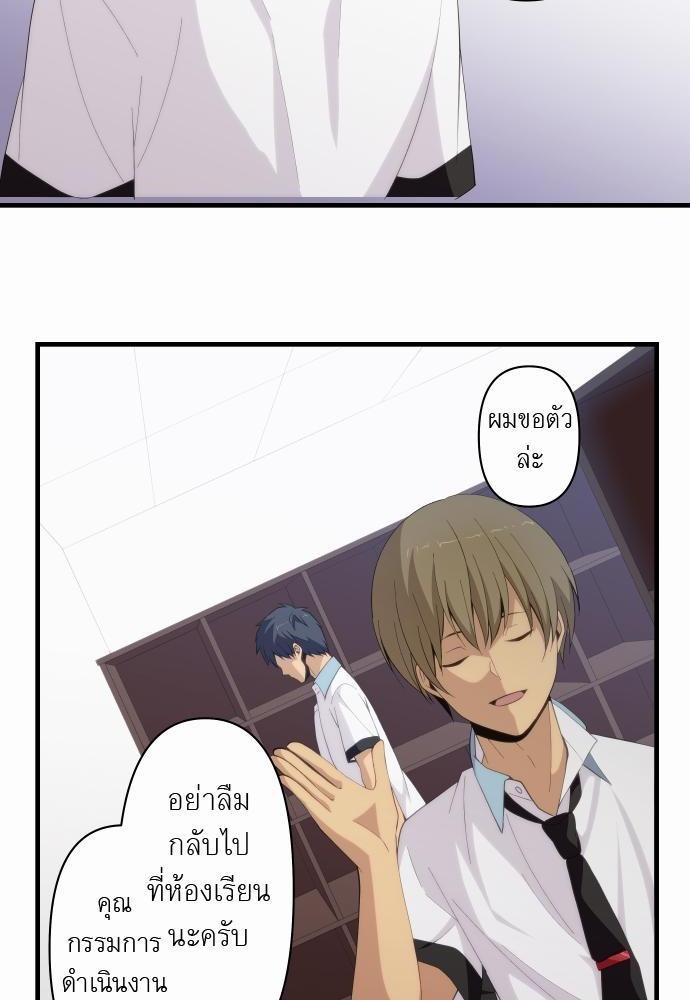 ผมขอตัว
ล่ะ
อย่าลืม
กลับไป
ที่ห้องเรียน
นะครับ
คุณ
กรรมการ
ดำเนินงาน